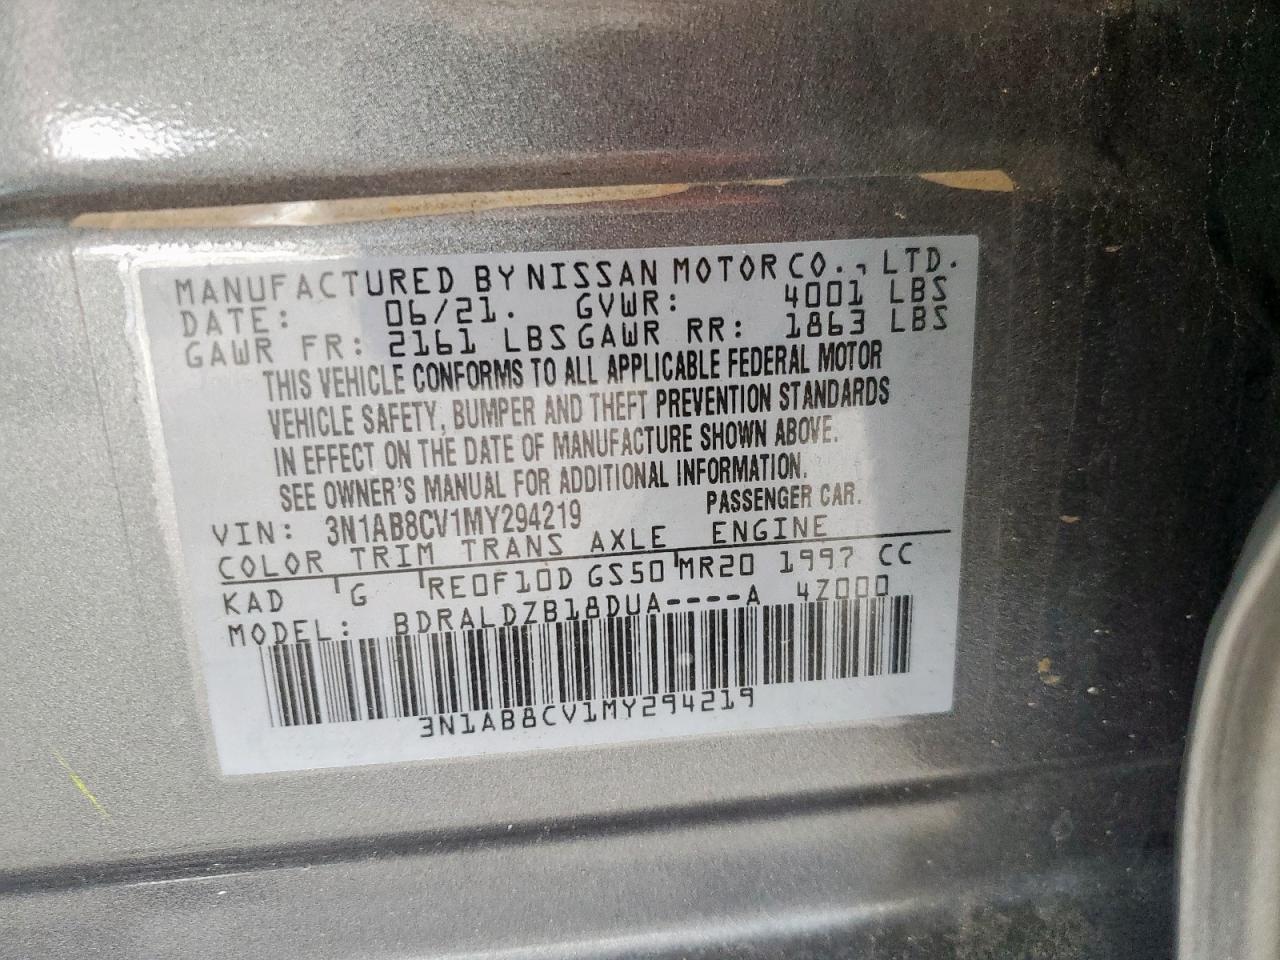 MANUFACTURED BY NISSAN MOTOR CO., LTD.
DATE: 06/21. GVWR: 4001 LBS
GAWR FR: 2161 LBS GAWR RR: 1863 LBS
THIS VEHICLE CONFORMS TO ALL APPLICABLE FEDERAL MOTOR
VEHICLE SAFETY, BUMPER AND THEFT PREVENTION STANDARDS
IN EFFECT ON THE DATE OF MANUFACTURE SHOWN ABOVE.
SEE OWNER'S MANUAL FOR ADDITIONAL INFORMATION.
VIN: 3N1AB8CV1MY294219 PASSENGER CAR.
COLOR TRIM TRANS AXLE ENGINE
KAD G RE0F10D GS50 MR20 1997 CC
MODEL: BDRALDZB18DUA----A 4Z000
3N1AB8CV1MY294219